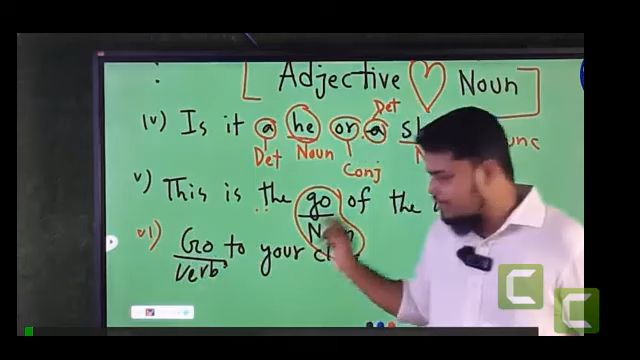 [ Adjective ♡ Noun ]
Det
iv) Is it a he or a
Det Noun Conj
v) This is the go of the
vi) Go to your
Verb
C
C